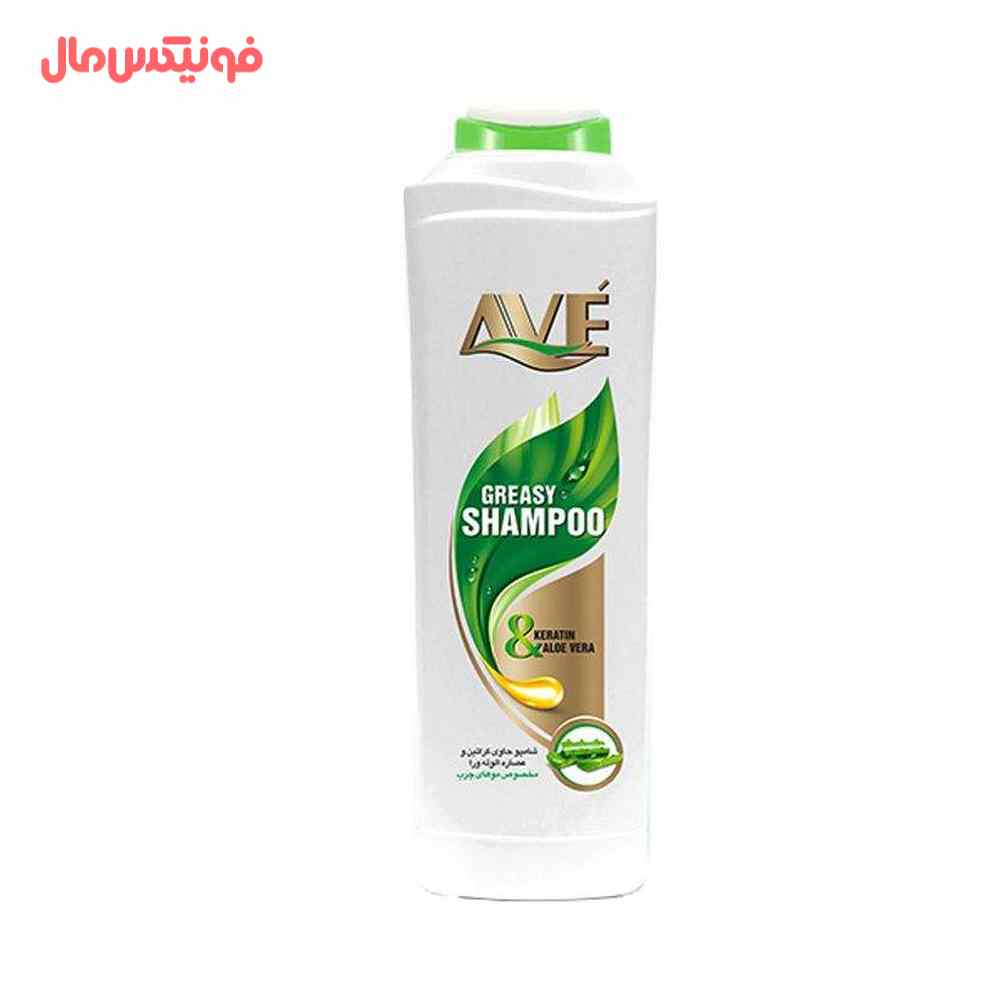 فونیکس‌مال
AVÉ
GREASY
SHAMPOO
& KERATIN
ALOE VERA
شامپو حاوی کراتین و
عصاره آلوئه ورا
مخصوص موهای چرب